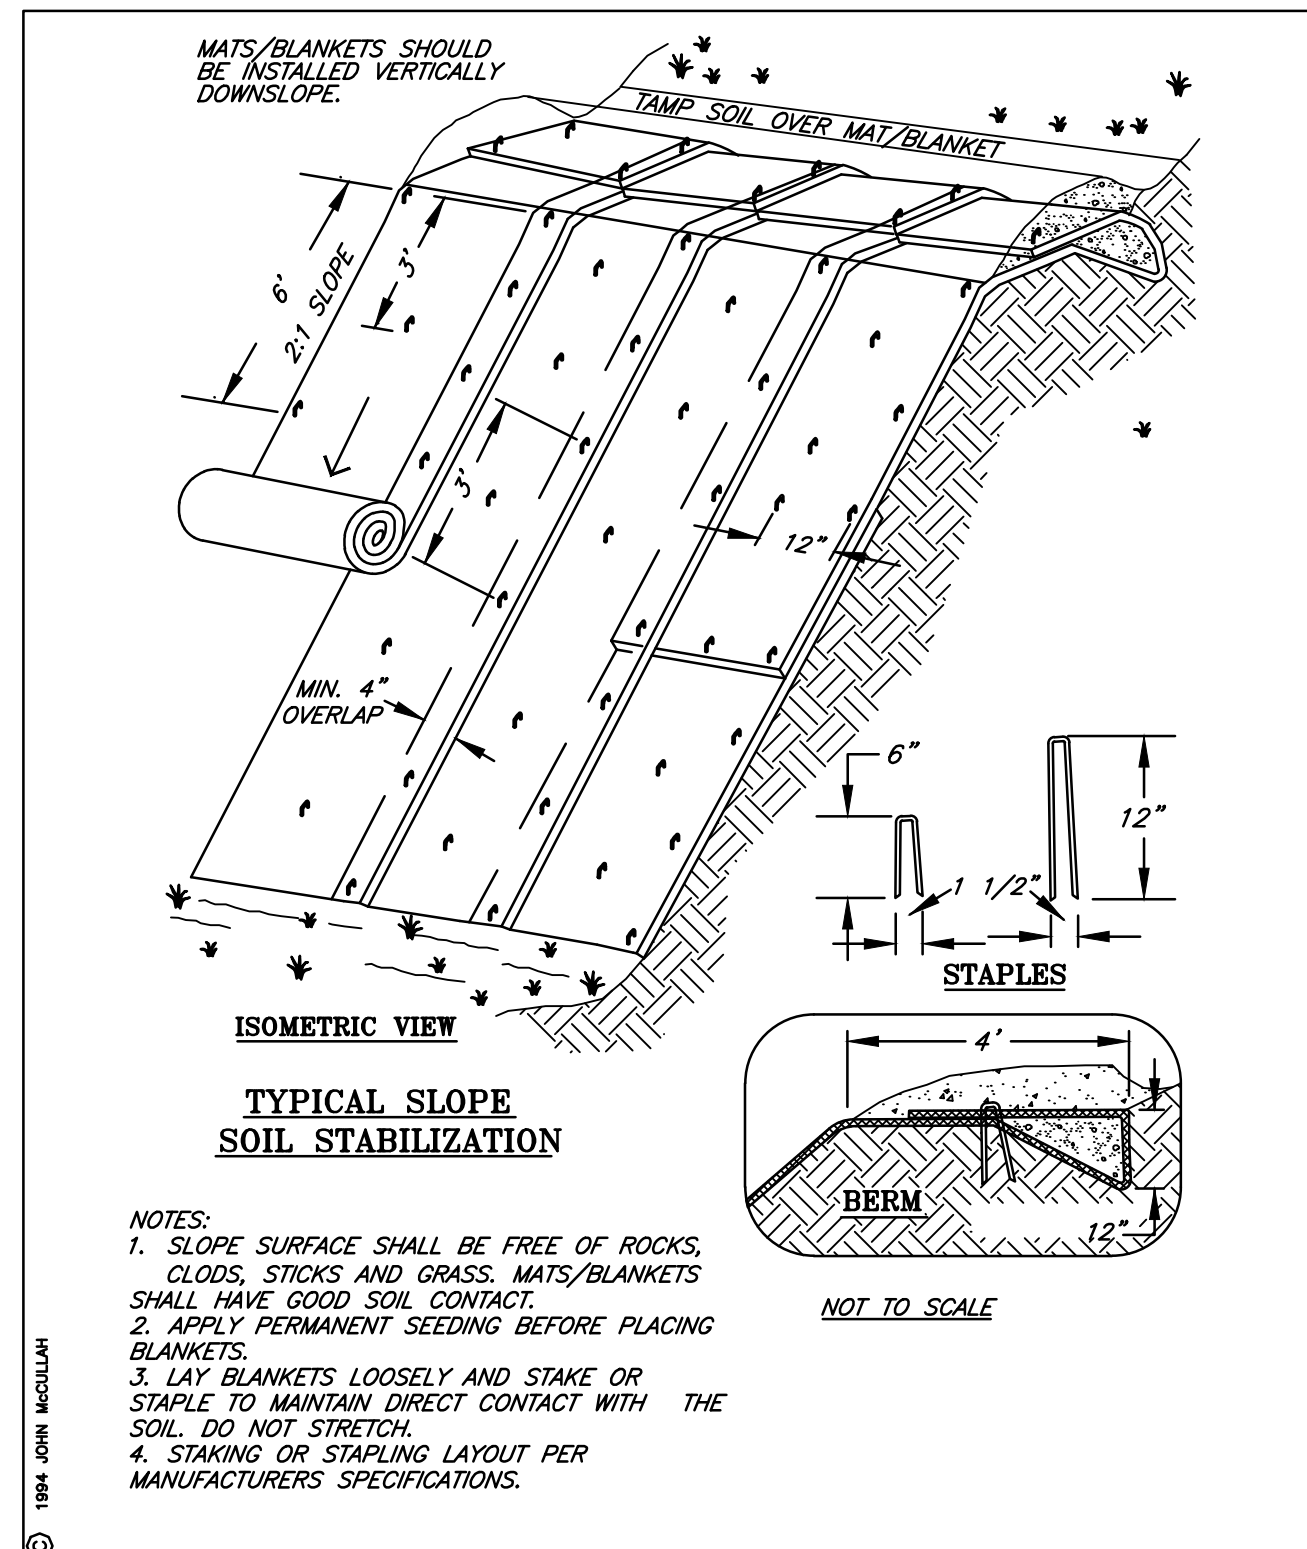 MATS/BLANKETS SHOULD
BE INSTALLED VERTICALLY
DOWNSLOPE.
TAMP SOIL OVER MAT/BLANKET
6'
2:1 SLOPE
3'
3'
12"
MIN. 4"
OVERLAP
6"
12"
1 1/2"
STAPLES
ISOMETRIC VIEW
TYPICAL SLOPE
SOIL STABILIZATION
4'
BERM
12"
NOT TO SCALE
NOTES:
1. SLOPE SURFACE SHALL BE FREE OF ROCKS,
CLODS, STICKS AND GRASS. MATS/BLANKETS
SHALL HAVE GOOD SOIL CONTACT.
2. APPLY PERMANENT SEEDING BEFORE PLACING
BLANKETS.
3. LAY BLANKETS LOOSELY AND STAKE OR
STAPLE TO MAINTAIN DIRECT CONTACT WITH THE
SOIL. DO NOT STRETCH.
4. STAKING OR STAPLING LAYOUT PER
MANUFACTURERS SPECIFICATIONS.
© 1994 JOHN McCULLAH